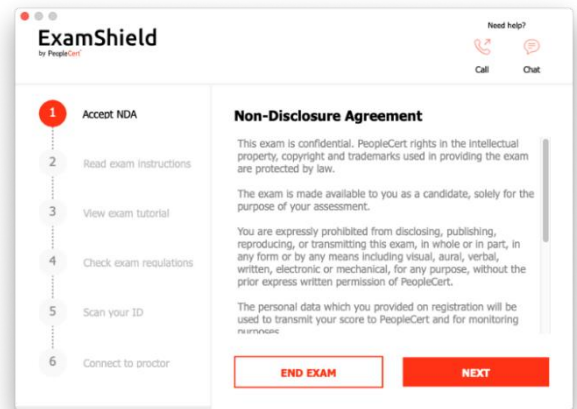 ExamShield
by PeopleCert
Need help?
Call
Chat
1 Accept NDA
2 Read exam instructions
3 View exam tutorial
4 Check exam regulations
5 Scan your ID
6 Connect to proctor
Non-Disclosure Agreement
This exam is confidential. PeopleCert rights in the intellectual
property, copyright and trademarks used in providing the exam
are protected by law.
The exam is made available to you as a candidate, solely for the
purpose of your assessment.
You are expressly prohibited from disclosing, publishing,
reproducing, or transmitting this exam, in whole or in part, in
any form or by any means including visual, aural, verbal,
written, electronic or mechanical, for any purpose, without the
prior express written permission of PeopleCert.
The personal data which you provided on registration will be
used to transmit your score to PeopleCert and for monitoring
purposes
END EXAM
NEXT